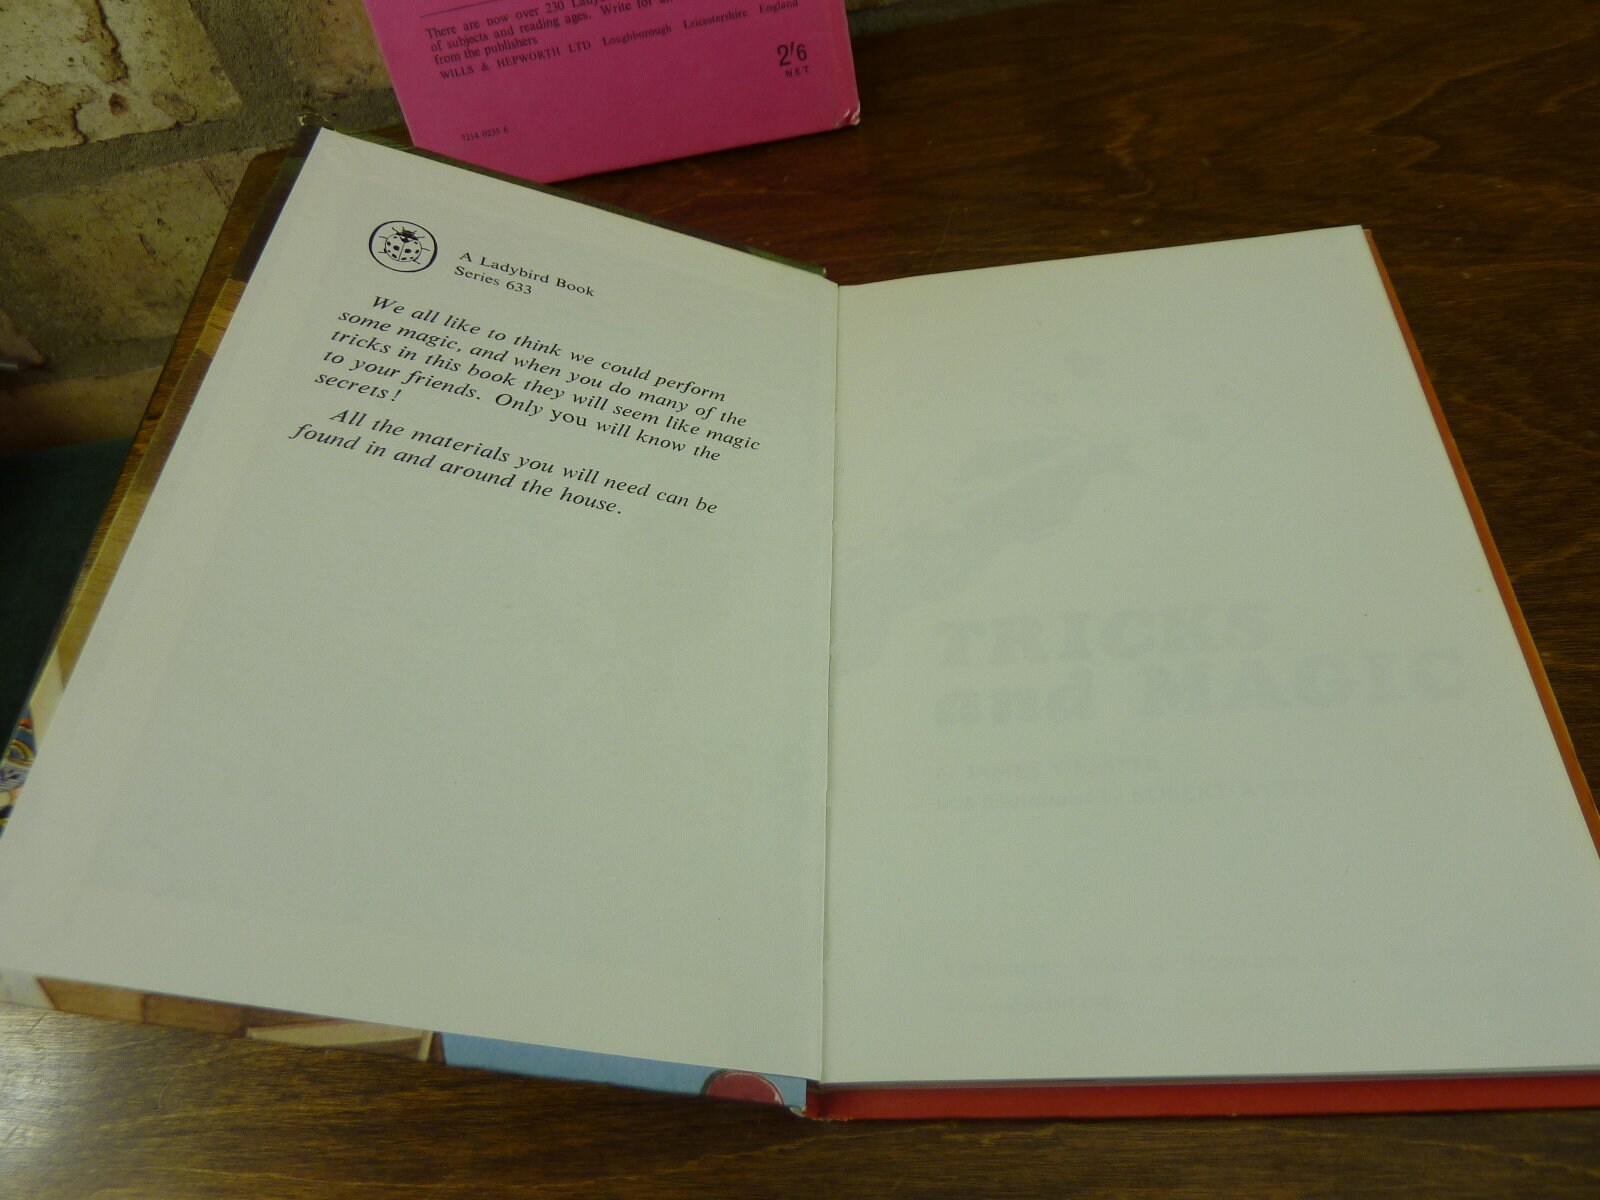 There are now over 230
of subjects and reading ages. Write for
from the publishers
WILLS & HEPWORTH LTD Loughborough Leicestershire England
2'6
NET
7214 0235 6
A Ladybird Book
Series 633
We all like to think we could perform
some magic, and when you do many of the
tricks in this book they will seem like magic
to your friends. Only you will know the
secrets!
All the materials you will need can be
found in and around the house.
TRICKS
and MAGIC